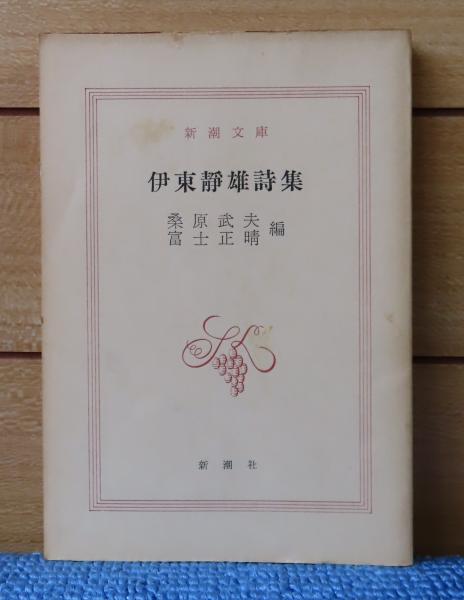 新潮文庫
伊東靜雄詩集
桑原武夫
富士正晴 編
新潮社